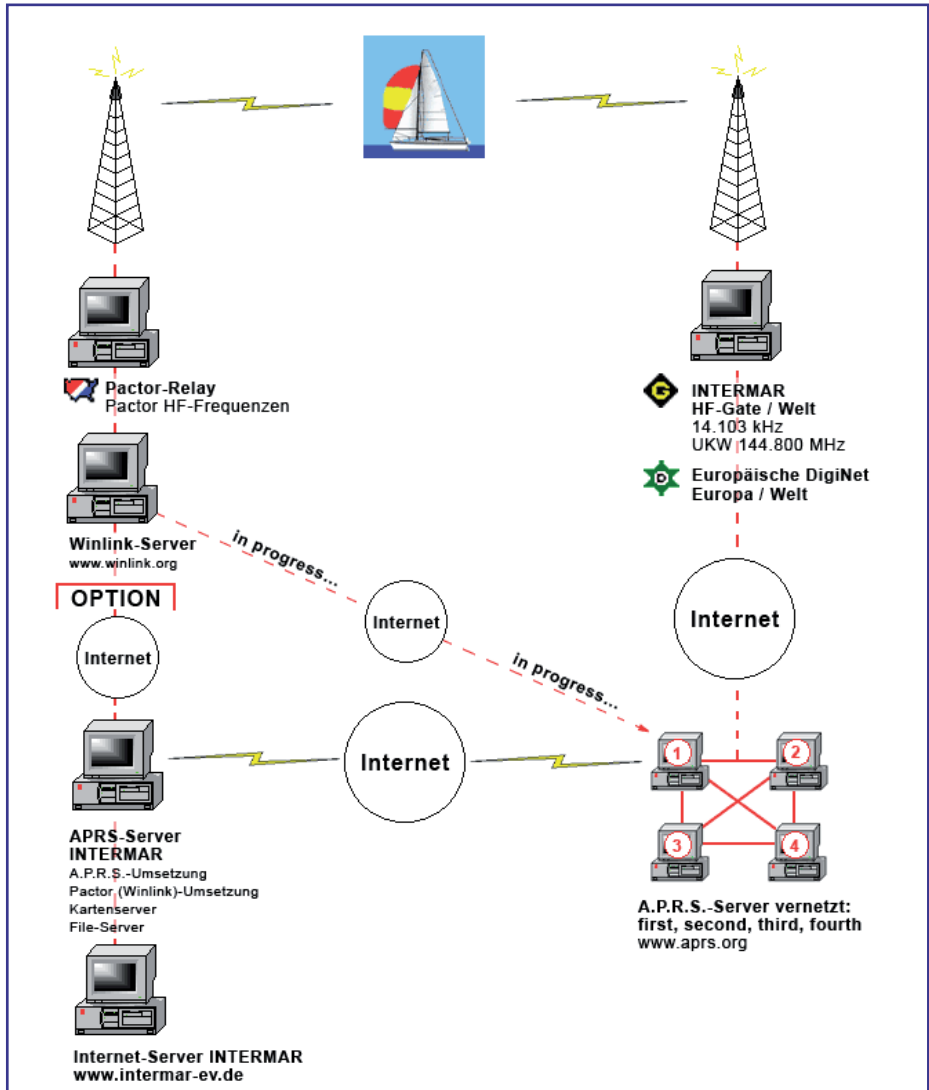 Pactor-Relay
Pactor HF-Frequenzen
G
INTERMAR
HF-Gate / Welt
14.103 kHz
UKW 144.800 MHz
D
Europäische DigiNet
Europa / Welt
Winlink-Server
www.winlink.org
in progress...
OPTION
Internet
Internet
Internet
in progress...
Internet
1
2
3
4
APRS-Server
INTERMAR
A.P.R.S.-Umsetzung
Pactor (Winlink)-Umsetzung
Kartenserver
File-Server
A.P.R.S.-Server vernetzt:
first, second, third, fourth
www.aprs.org
Internet-Server INTERMAR
www.intermar-ev.de